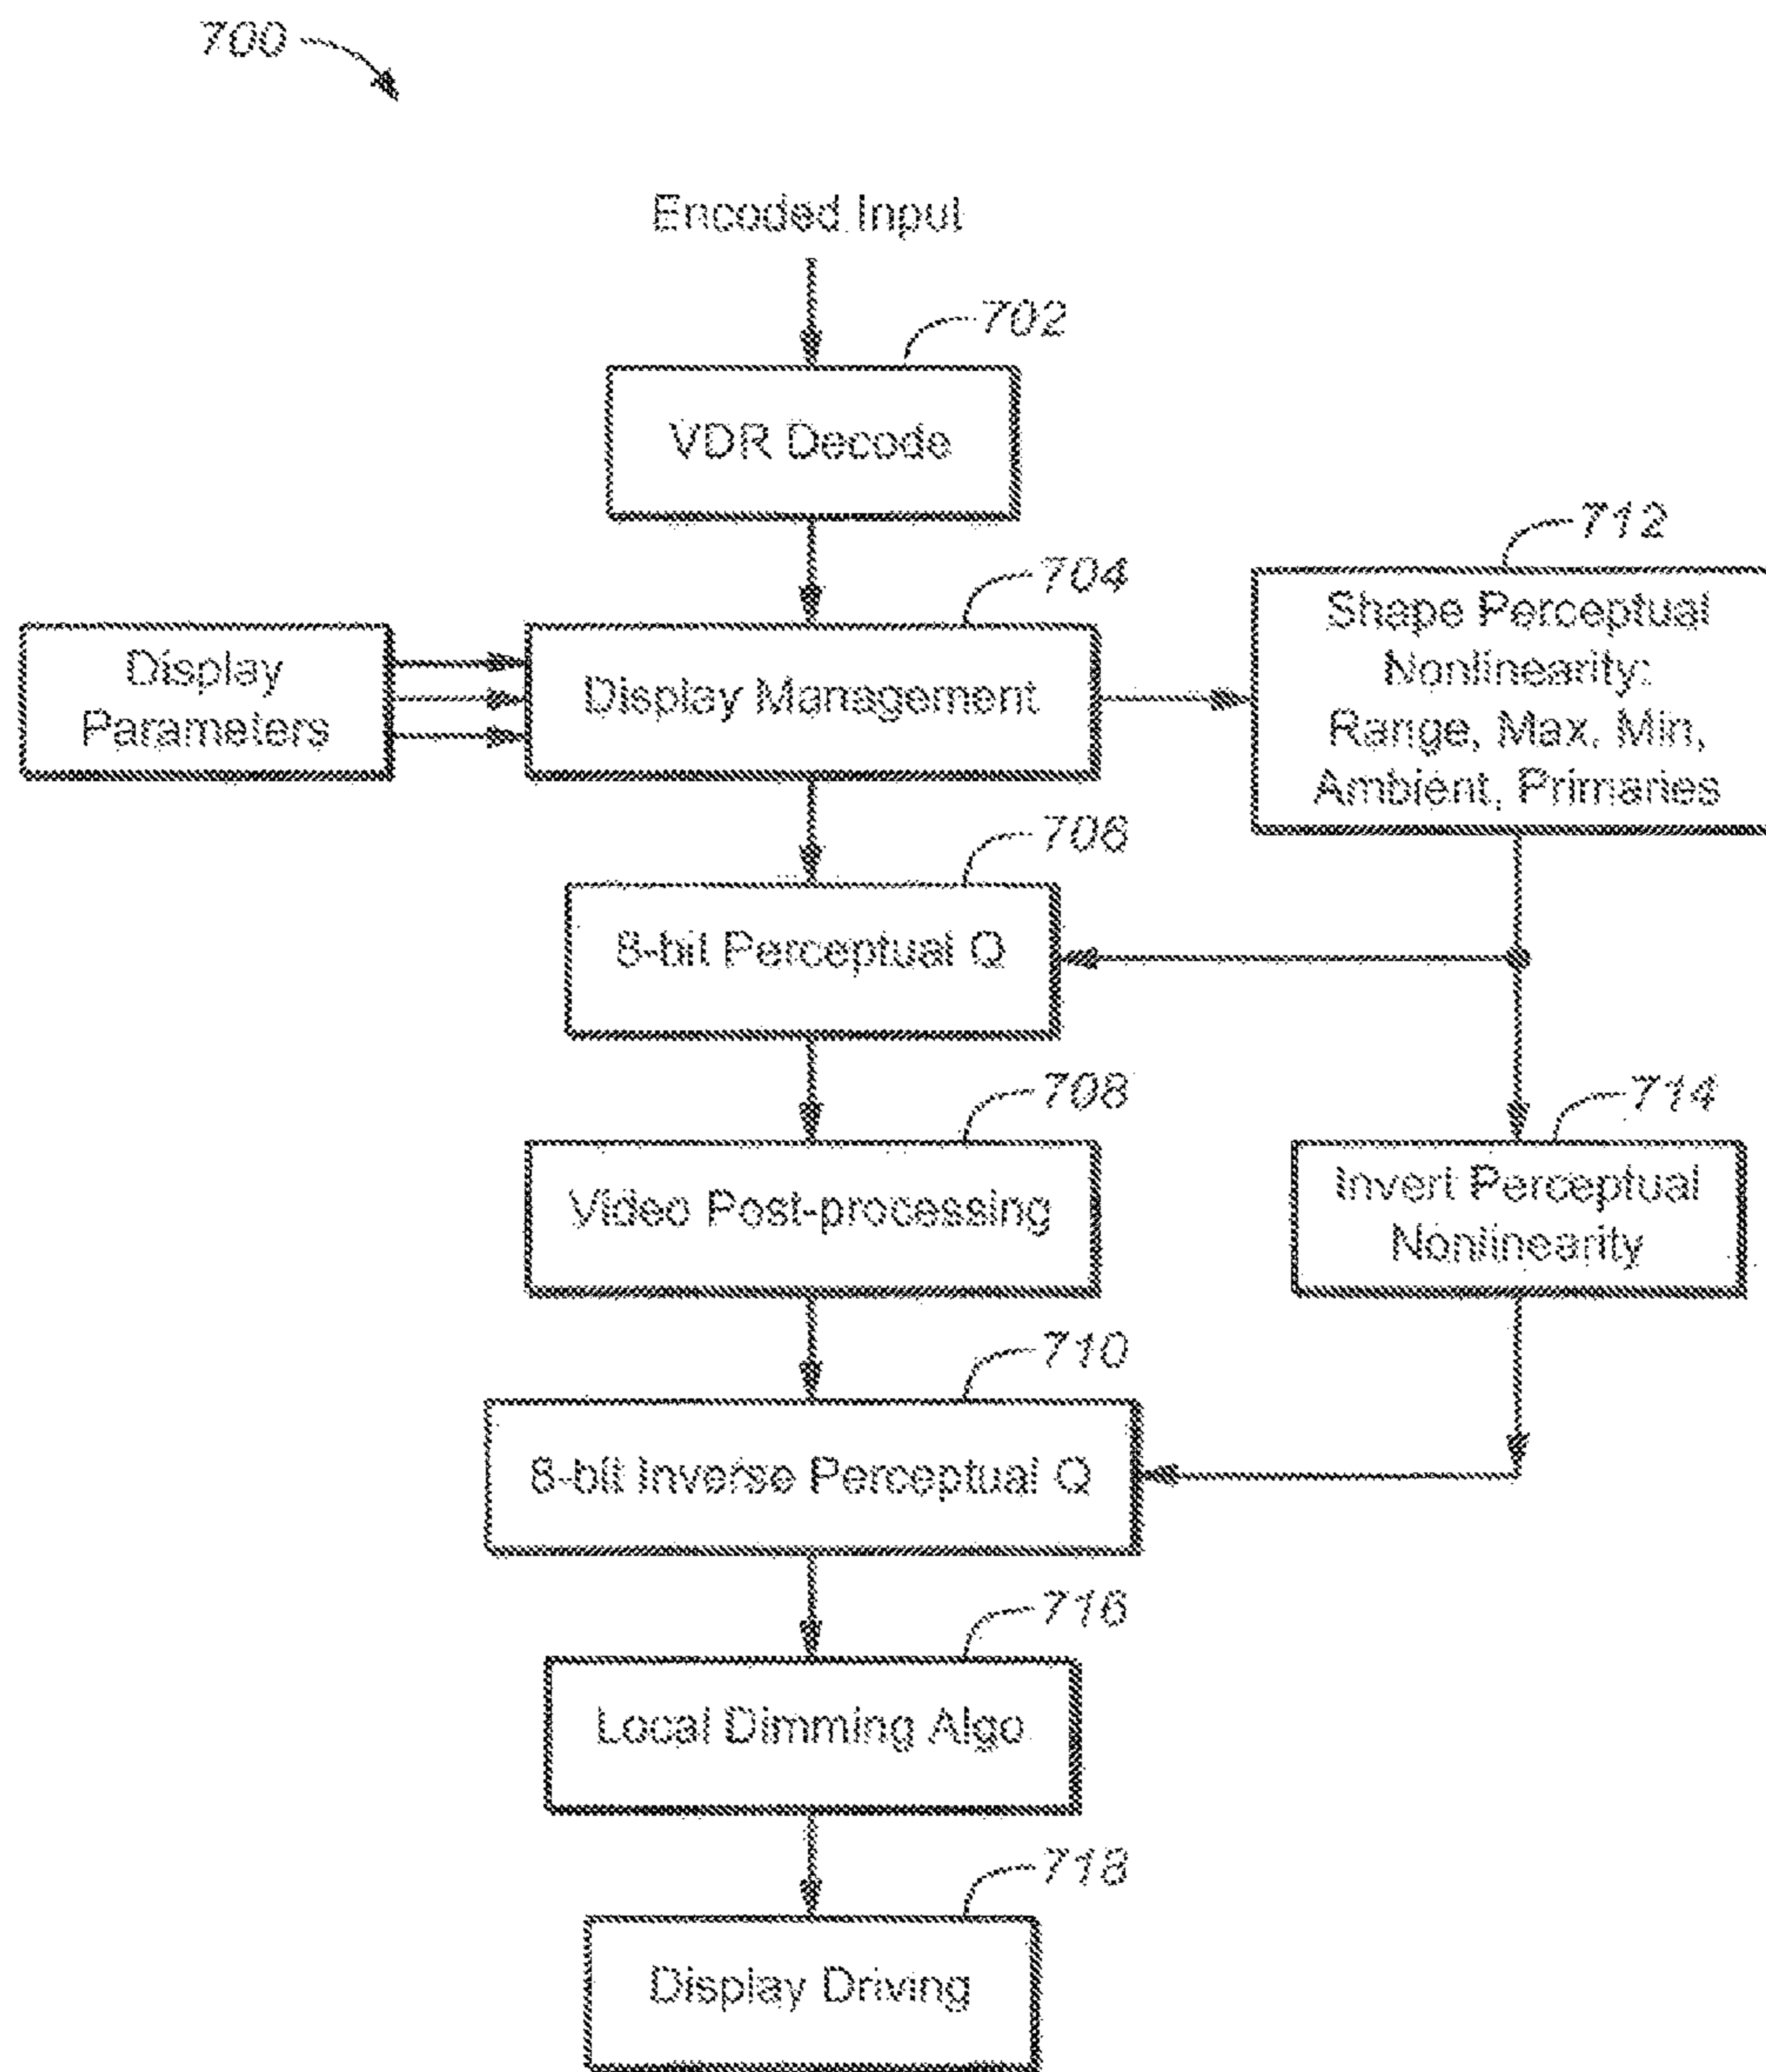 700
Encoded Input
702
VDR Decode
712
704
Shape Perceptual
Nonlinearity:
Range, Max, Min,
Ambient, Primaries
Display
Parameters
Display Management
706
8-bit Perceptual Q
708
714
Video Post-processing
Invert Perceptual
Nonlinearity
710
8-bit Inverse Perceptual Q
716
Local Dimming Algo
718
Display Driving